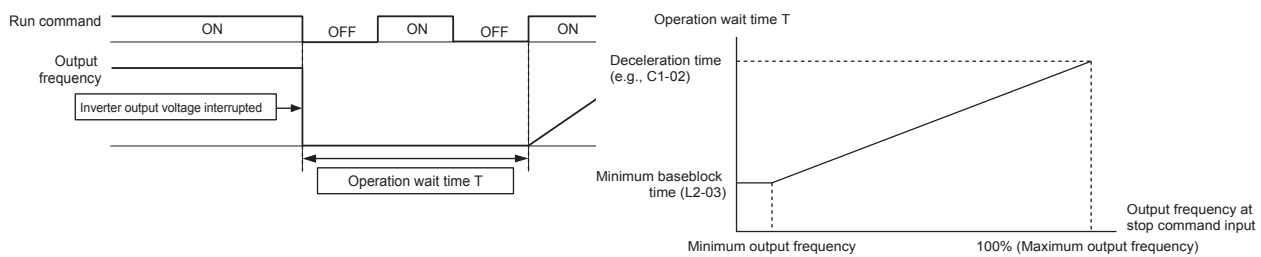 Run command
ON
OFF
ON
OFF
ON
Output
frequency
Inverter output voltage interrupted
Operation wait time T
Operation wait time T
Deceleration time
(e.g., C1-02)
Minimum baseblock
time (L2-03)
Output frequency at
stop command input
Minimum output frequency
100% (Maximum output frequency)